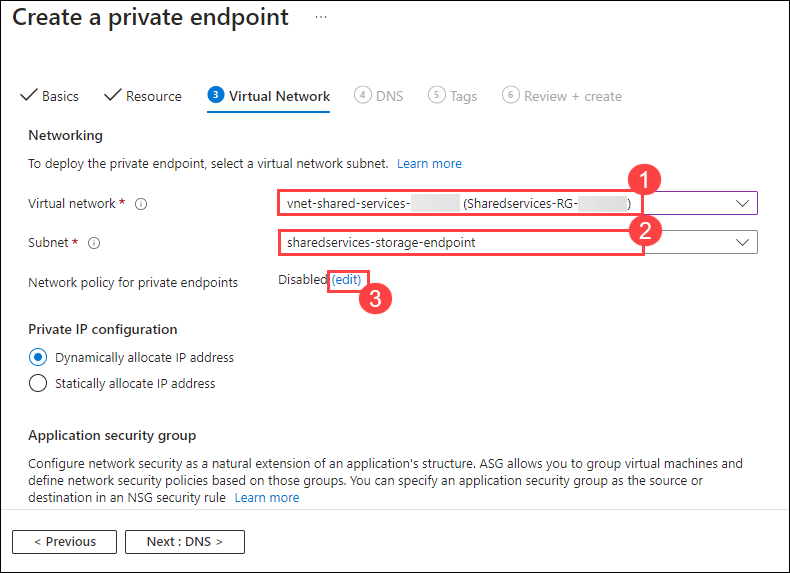 Create a private endpoint ...
Basics Resource 3 Virtual Network 4 DNS 5 Tags 6 Review + create
Networking
To deploy the private endpoint, select a virtual network subnet. Learn more
1
Virtual network * vnet-shared-services- (Sharedservices-RG- )
2
Subnet * sharedservices-storage-endpoint
Network policy for private endpoints Disabled (edit)
3
Private IP configuration
Dynamically allocate IP address
Statically allocate IP address
Application security group
Configure network security as a natural extension of an application's structure. ASG allows you to group virtual machines and
define network security policies based on those groups. You can specify an application security group as the source or
destination in an NSG security rule Learn more
< Previous Next : DNS >